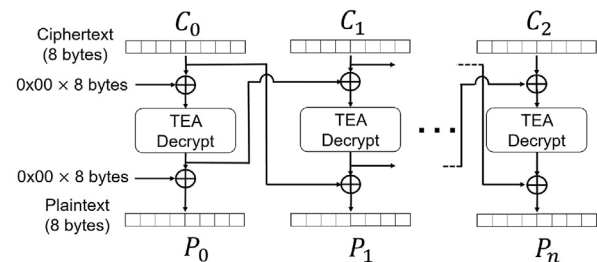 C₀ C₁ C₂
Ciphertext
(8 bytes)
0x00 × 8 bytes
TEA
Decrypt
TEA
Decrypt
TEA
Decrypt
0x00 × 8 bytes
Plaintext
(8 bytes)
P₀ P₁ Pₙ